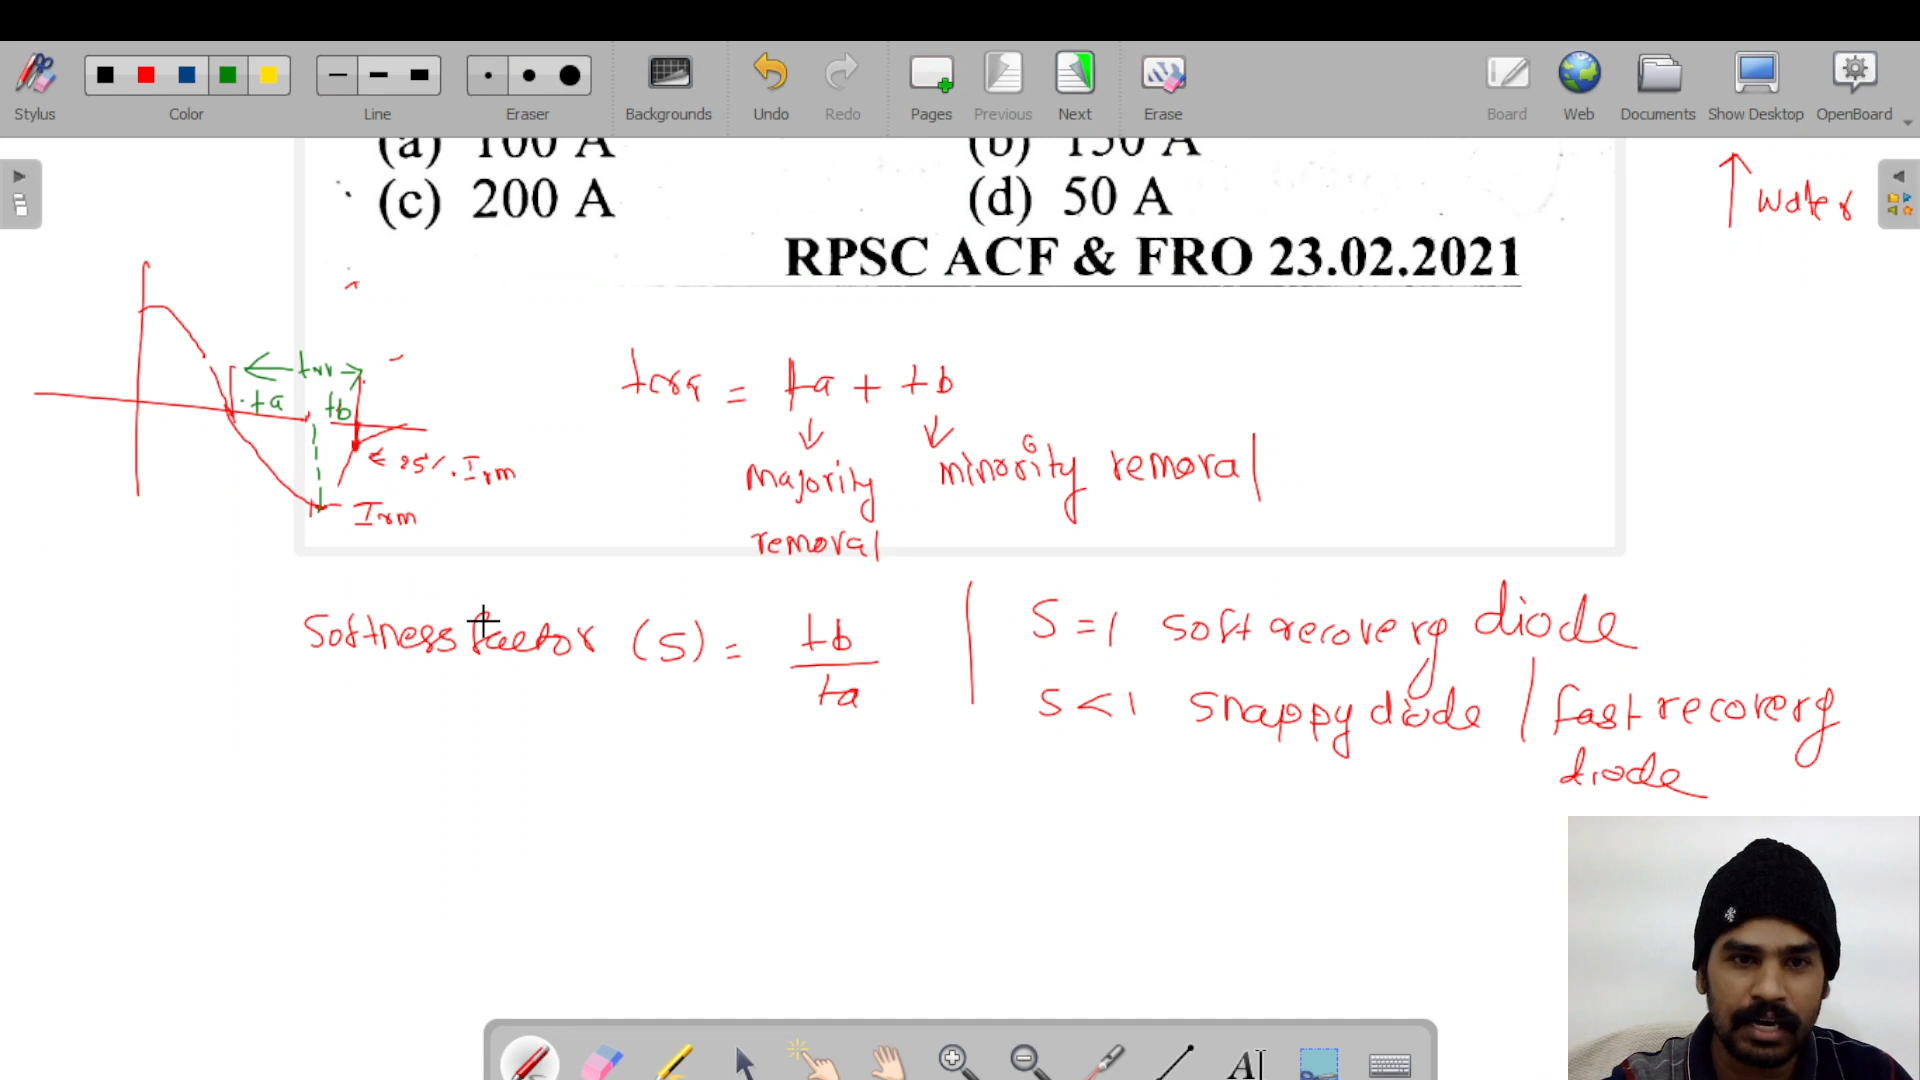 Stylus
Color
Line
Eraser
Backgrounds
Undo
Redo
Pages
Previous
Next
Erase
Board
Web
Documents
Show Desktop
OpenBoard
(a) 100 A
(b) 150 A
(c) 200 A
(d) 50 A
RPSC ACF & FRO 23.02.2021
↑ water
trr
ta
tb
← 25%. Irm
Irm
= ta + tb
majority
removal
minority removal
Softness factor (S) = tb
ta
S = 1 soft recovery diode
S < 1 snappy diode / fast recovery
diode
A